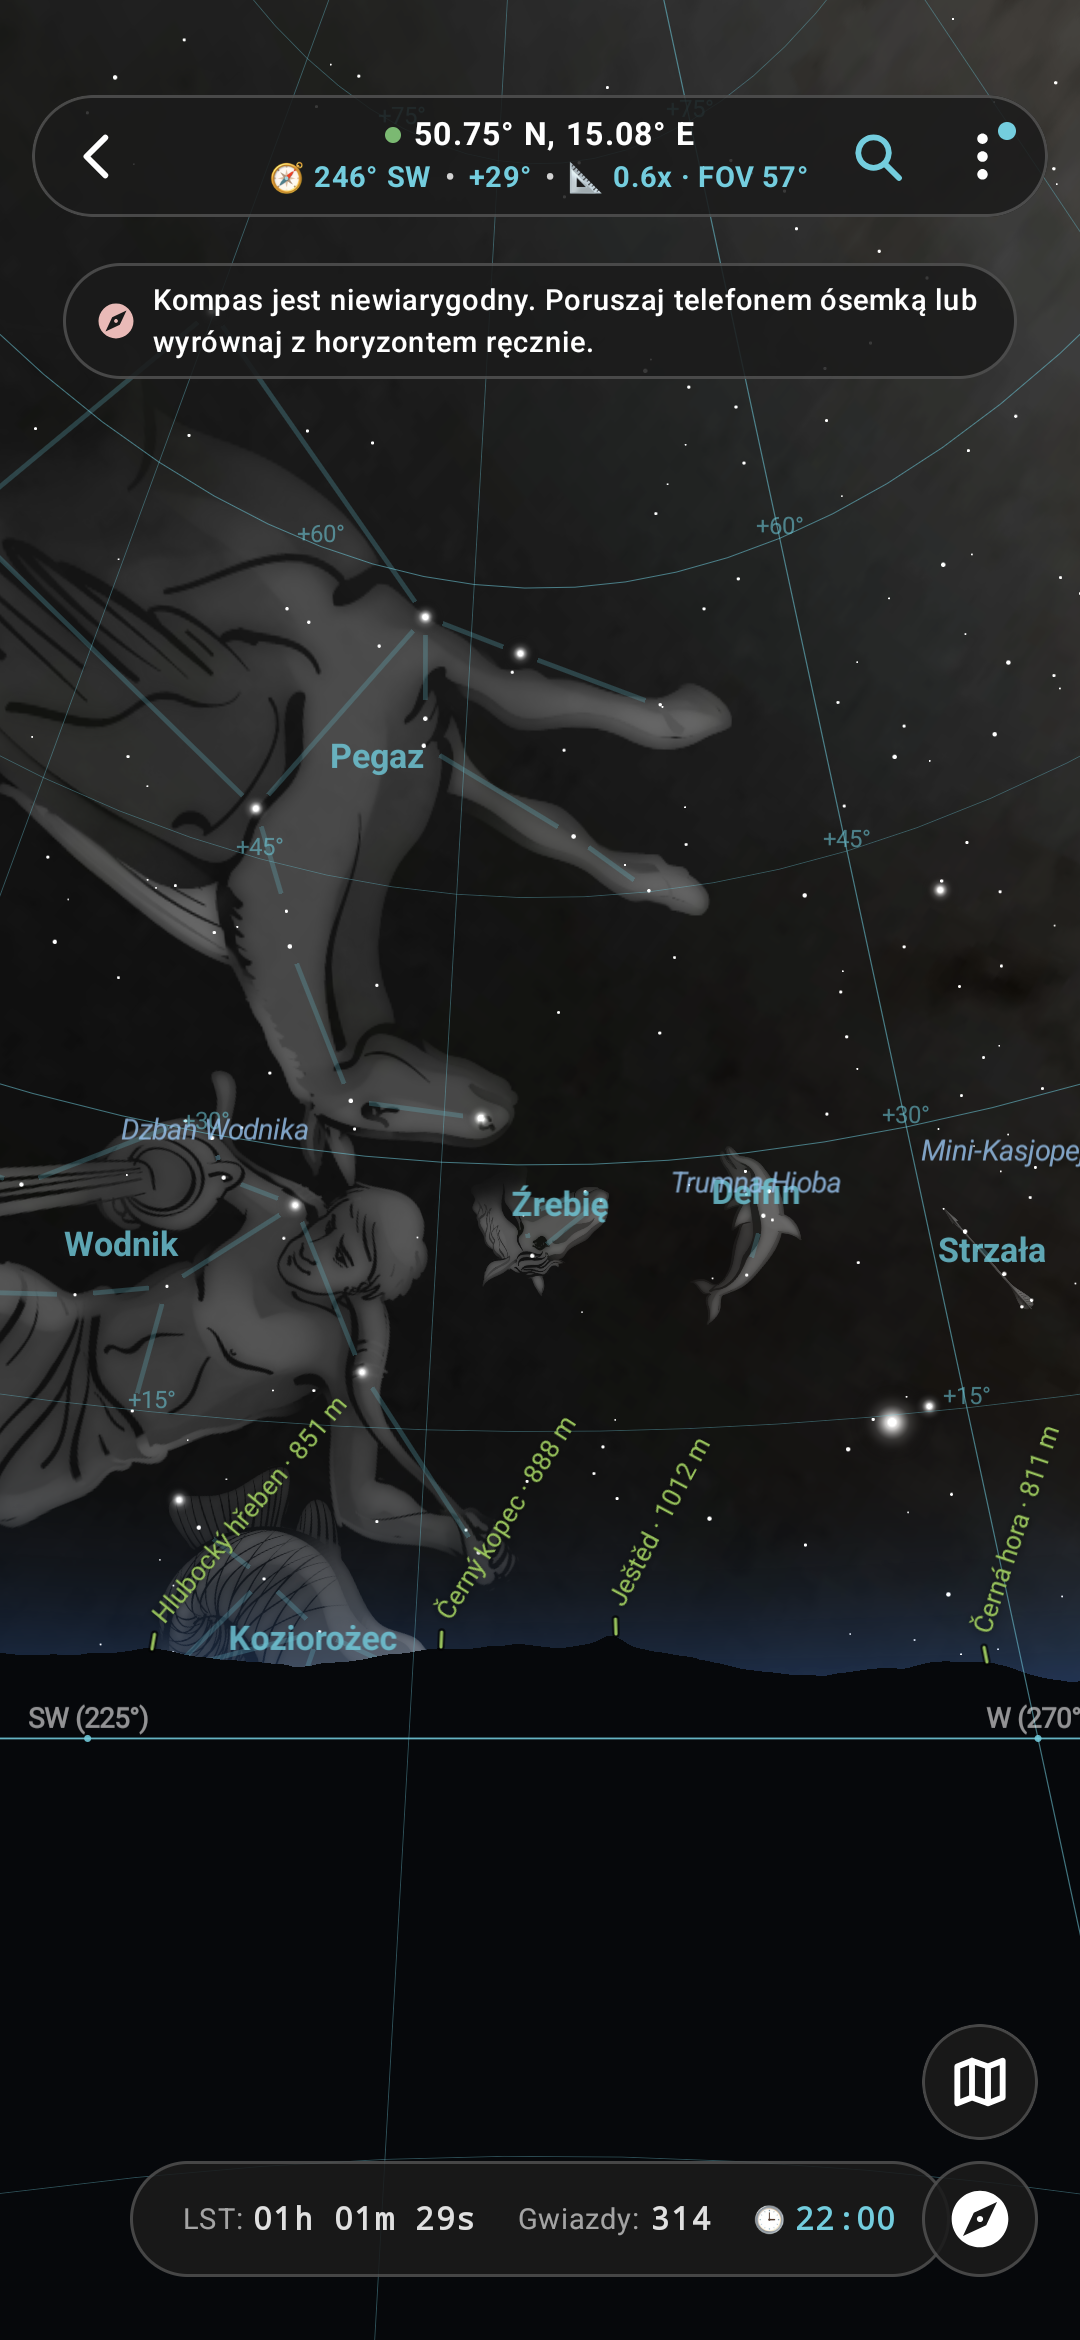 +75°
+75°
50.75° N, 15.08° E
246° SW • +29° • 0.6x · FOV 57°
Kompas jest niewiarygodny. Poruszaj telefonem ósemką lub
wyrównaj z horyzontem ręcznie.
+60°
+60°
Pegaz
+45°
+45°
+30°
+30°
Dzban Wodnika
Mini-Kasjopej
Trumna Hioba
Delfin
Źrebię
Wodnik
Strzała
+15°
+15°
Hlubocký hřeben · 851 m
Černý kopec · 888 m
Ještěd · 1012 m
Černá hora · 811 m
Koziorożec
SW (225°)
W (270°
LST: 01h 01m 29s
Gwiazdy: 314
22:00